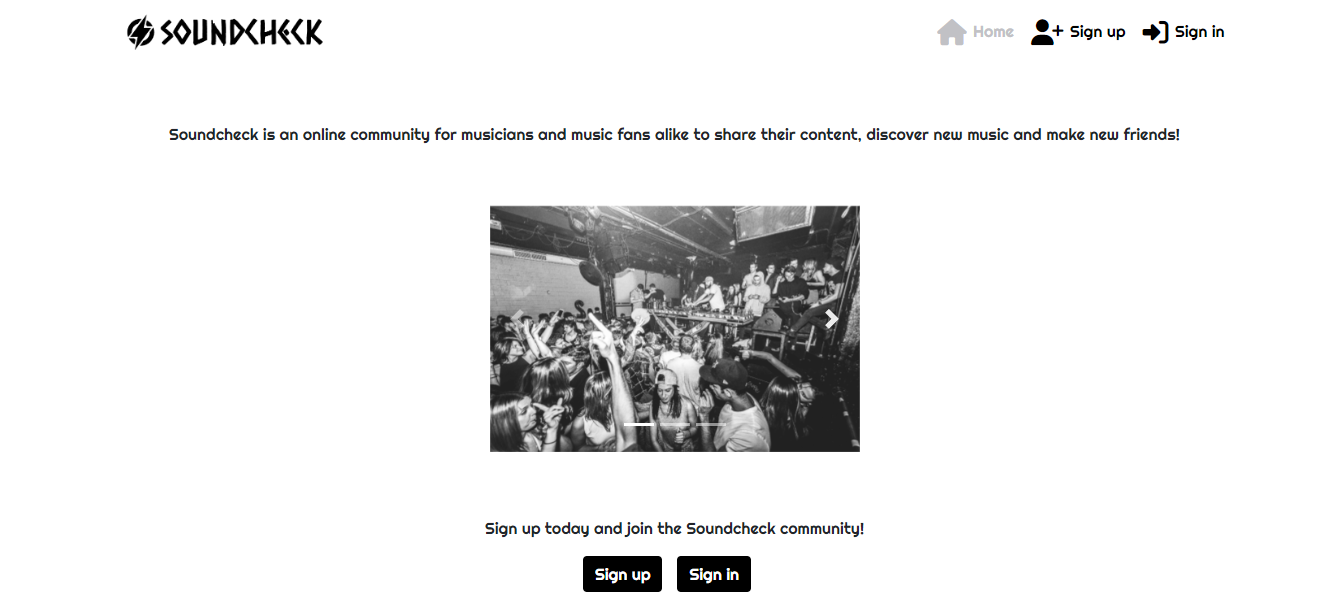 SOUNDCHECK
Home
Sign up
Sign in
Soundcheck is an online community for musicians and music fans alike to share their content, discover new music and make new friends!
Sign up today and join the Soundcheck community!
Sign up
Sign in